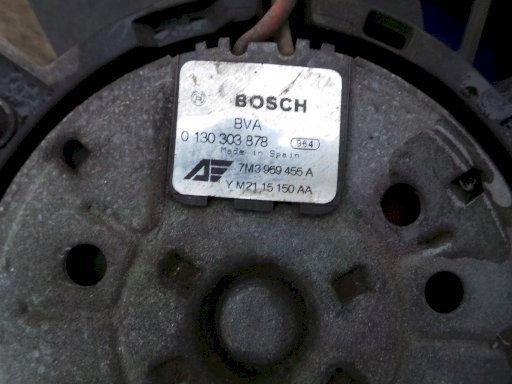 BOSCH
BVA
0 130 303 878 964
Made in Spain
7M3 959 455 A
YM21 15 150 AA